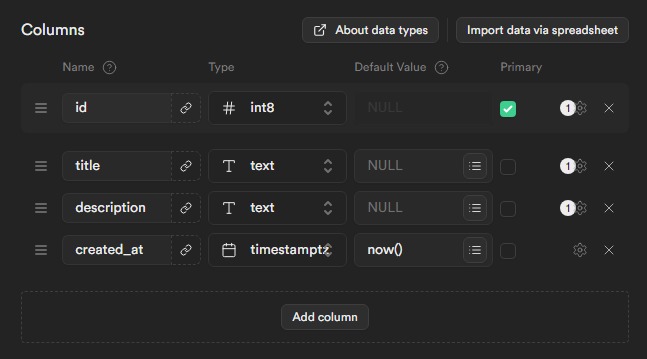 Columns
About data types
Import data via spreadsheet
Name
Type
Default Value
Primary
id
int8
NULL
1
title
text
NULL
1
description
text
NULL
1
created_at
timestamptz
now()
Add column